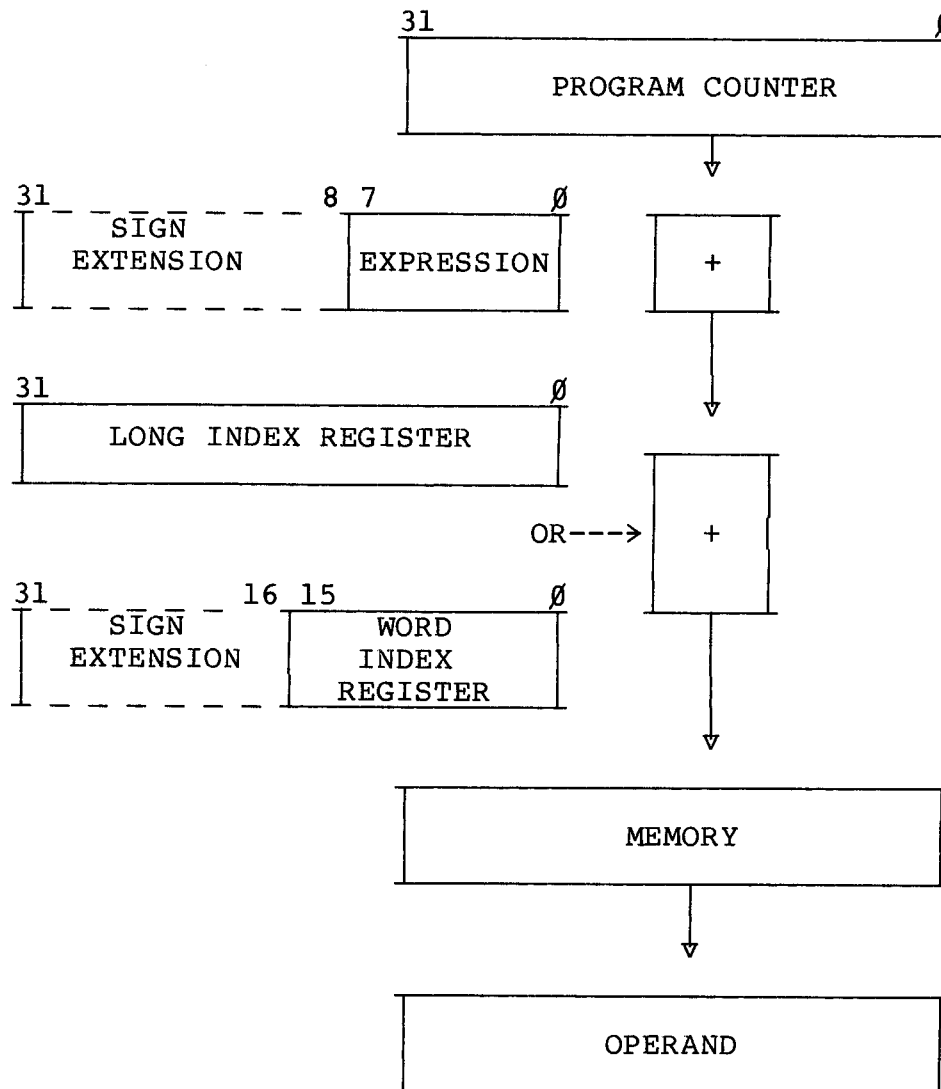 31 Ø
PROGRAM COUNTER
31 8 7 Ø
SIGN
EXTENSION EXPRESSION +
31 Ø
LONG INDEX REGISTER
OR---> +
31 16 15 Ø
SIGN WORD
EXTENSION INDEX
REGISTER
MEMORY
OPERAND